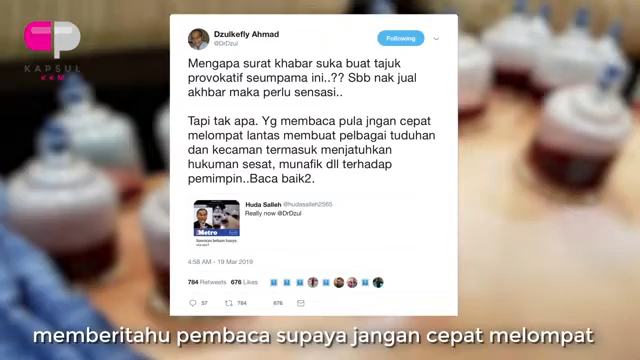 KAPSUL
KKM
Dzulkefly Ahmad
@DrDzul
Following
Mengapa surat khabar suka buat tajuk
provokatif seumpama ini..?? Sbb nak jual
akhbar maka perlu sensasi..
Tapi tak apa. Yg membaca pula jngan cepat
melompat lantas membuat pelbagai tuduhan
dan kecaman termasuk menjatuhkan
hukuman sesat, munafik dll terhadap
pemimpin..Baca baik2.
Huda Salleh @hudasalleh2565
Really now @DrDzul
Metro
4:58 AM - 19 Mar 2019
784 Retweets 676 Likes
57 784 676
memberitahu pembaca supaya jangan cepat melompat